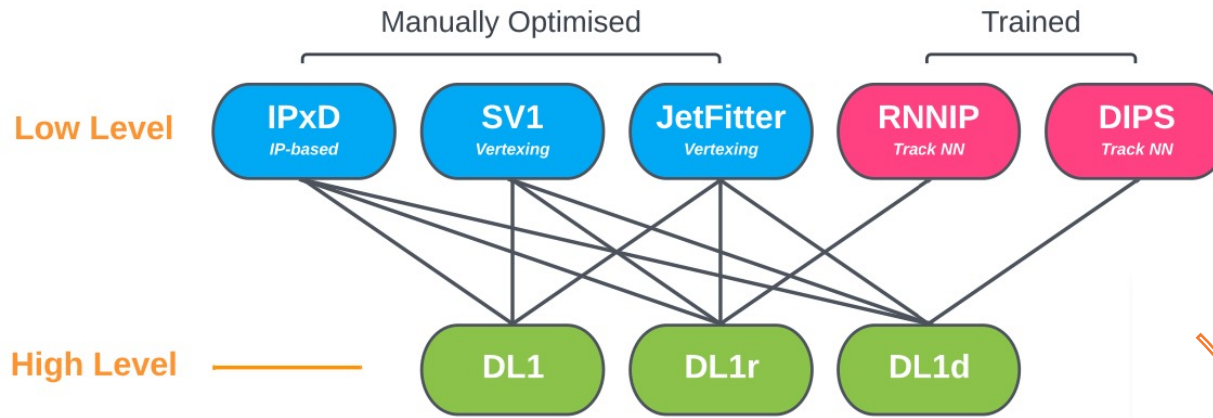 Manually Optimised
Trained
Low Level
IPxD
IP-based
SV1
Vertexing
JetFitter
Vertexing
RNNIP
Track NN
DIPS
Track NN
High Level
DL1
DL1r
DL1d